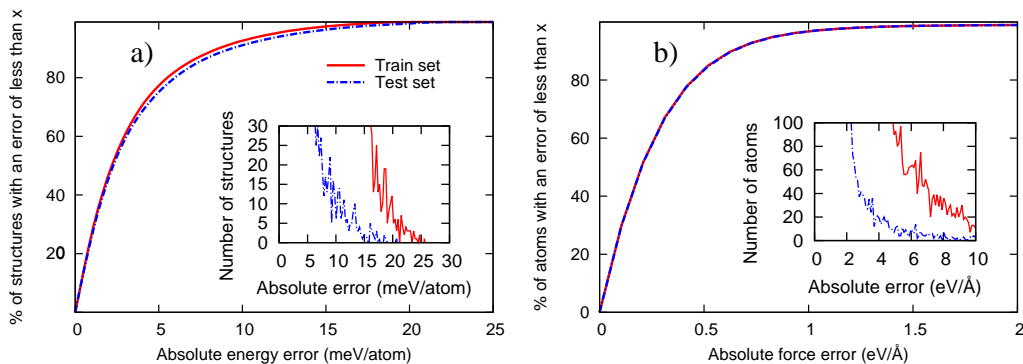 % of structures with an error of less than x
a)
Train set
Test set
80
60
40
20
0
0 5 10 15 20 25
Absolute energy error (meV/atom)
Number of structures
30
25
20
15
10
5
0
0 5 10 15 20 25 30
Absolute error (meV/atom)
% of atoms with an error of less than x
b)
80
60
40
20
0 0.5 1 1.5 2
Absolute force error (eV/Å)
Number of atoms
100
80
60
40
20
0
0 2 4 6 8 10
Absolute error (eV/Å)